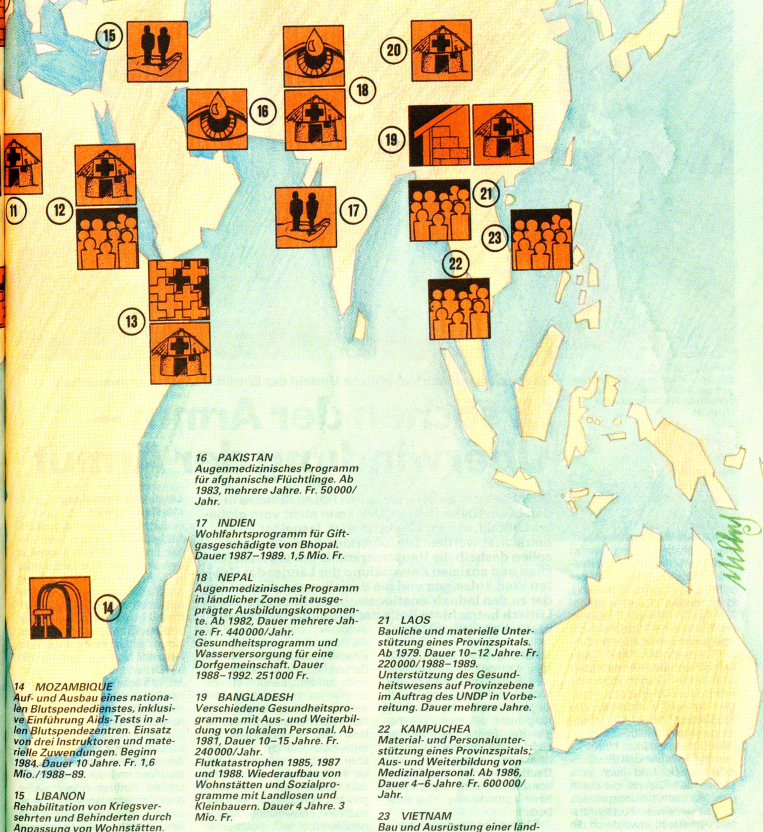 15
20
16
18
19
11
12
17
21
23
22
13
14
14 MOZAMBIQUE
Auf- und Ausbau eines nationa-
len Blutspendedienstes, inklusi-
ve Einführung Aids-Tests in al-
len Blutspendezentren. Einsatz
von drei Instruktoren und mate-
rielle Zuwendungen. Beginn
1984. Dauer 10 Jahre. Fr. 1,6
Mio./1988–89.
15 LIBANON
Rehabilitation von Kriegsver-
sehrten und Behinderten durch
Anpassung von Wohnstätten.
16 PAKISTAN
Augenmedizinisches Programm
für afghanische Flüchtlinge. Ab
1983, mehrere Jahre. Fr. 50000/
Jahr.
17 INDIEN
Wohlfahrtsprogramm für Gift-
gasgeschädigte von Bhopal.
Dauer 1987–1989. 1,5 Mio. Fr.
18 NEPAL
Augenmedizinisches Programm
in ländlicher Zone mit ausge-
prägter Ausbildungskomponen-
te. Ab 1982, Dauer mehrere Jah-
re. Fr. 440000/Jahr.
Gesundheitsprogramm und
Wasserversorgung für eine
Dorfgemeinschaft. Dauer
1988–1992. 251000 Fr.
19 BANGLADESH
Verschiedene Gesundheitspro-
gramme mit Aus- und Weiterbil-
dung von lokalem Personal. Ab
1981, Dauer 10–15 Jahre. Fr.
240000/Jahr.
Flutkatastrophen 1985, 1987
und 1988. Wiederaufbau von
Wohnstätten und Sozialpro-
gramme mit Landlosen und
Kleinbauern. Dauer 4 Jahre. 3
Mio. Fr.
21 LAOS
Bauliche und materielle Unter-
stützung eines Provinzspitals.
Ab 1979. Dauer 10–12 Jahre. Fr.
220000/1988–1989.
Unterstützung des Gesund-
heitswesens auf Provinzebene
im Auftrag des UNDP in Vorbe-
reitung. Dauer mehrere Jahre.
22 KAMPUCHEA
Material- und Personalunter-
stützung eines Provinzspitals;
Aus- und Weiterbildung von
Medizinalpersonal. Ab 1986,
Dauer 4–6 Jahre. Fr. 600000/
Jahr.
23 VIETNAM
Bau und Ausrüstung einer länd-